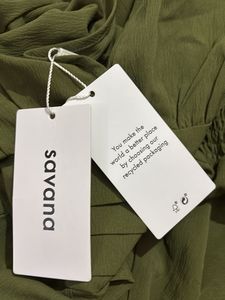 savana
You make the
world a better place
by choosing our
recycled packaging.